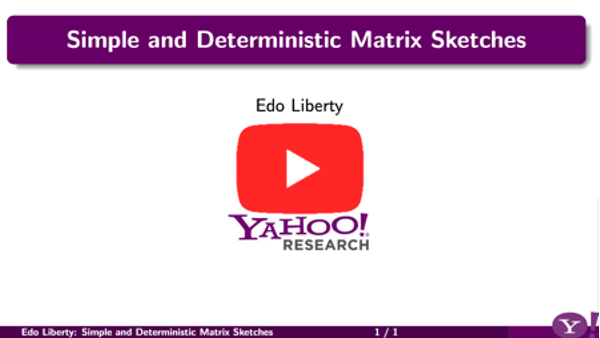 Simple and Deterministic Matrix Sketches
Edo Liberty
YAHOO!
RESEARCH
Edo Liberty: Simple and Deterministic Matrix Sketches 1 / 1
Y!